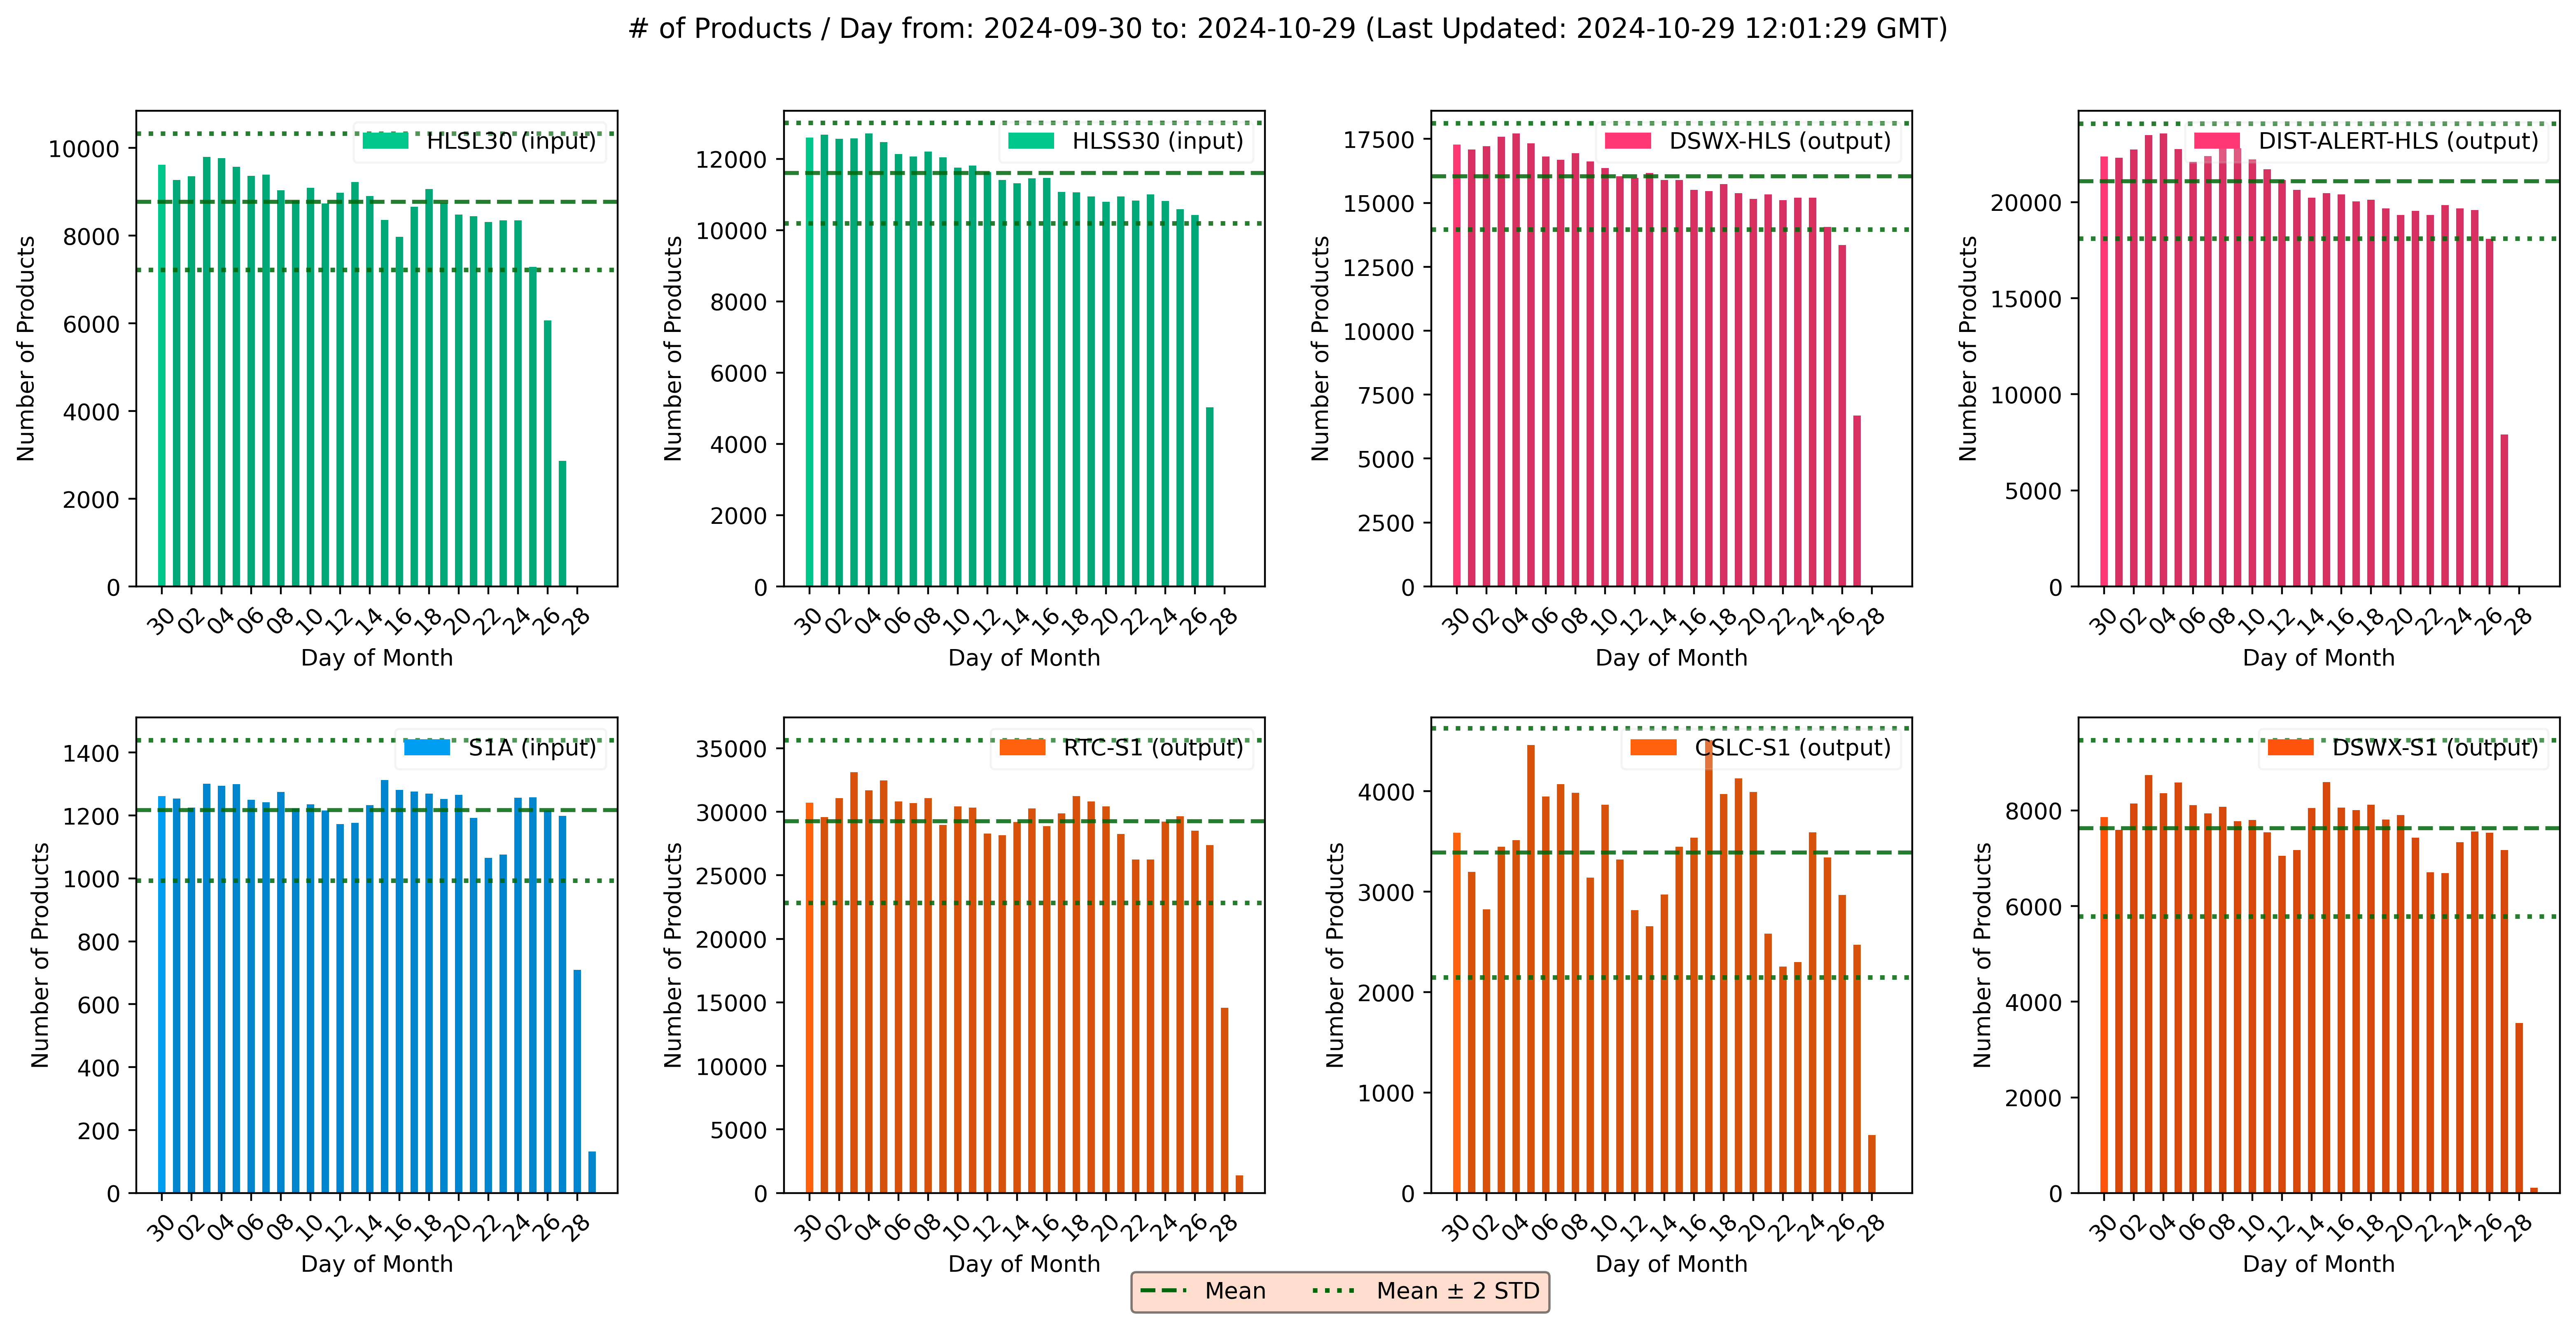 # of Products / Day from: 2024-09-30 to: 2024-10-29 (Last Updated: 2024-10-29 12:01:29 GMT)
HLSL30 (input)
Number of Products
10000
8000
6000
4000
2000
0
30 02 04 06 08 10 12 14 16 18 20 22 24 26 28
Day of Month
HLSS30 (input)
Number of Products
12000
10000
8000
6000
4000
2000
0
30 02 04 06 08 10 12 14 16 18 20 22 24 26 28
Day of Month
DSWX-HLS (output)
Number of Products
17500
15000
12500
10000
7500
5000
2500
0
30 02 04 06 08 10 12 14 16 18 20 22 24 26 28
Day of Month
DIST-ALERT-HLS (output)
Number of Products
20000
15000
10000
5000
0
30 02 04 06 08 10 12 14 16 18 20 22 24 26 28
Day of Month
S1A (input)
Number of Products
1400
1200
1000
800
600
400
200
0
30 02 04 06 08 10 12 14 16 18 20 22 24 26 28
Day of Month
RTC-S1 (output)
Number of Products
35000
30000
25000
20000
15000
10000
5000
0
30 02 04 06 08 10 12 14 16 18 20 22 24 26 28
Day of Month
CSLC-S1 (output)
Number of Products
4000
3000
2000
1000
0
30 02 04 06 08 10 12 14 16 18 20 22 24 26 28
Day of Month
DSWX-S1 (output)
Number of Products
8000
6000
4000
2000
0
30 02 04 06 08 10 12 14 16 18 20 22 24 26 28
Day of Month
Mean
Mean ± 2 STD